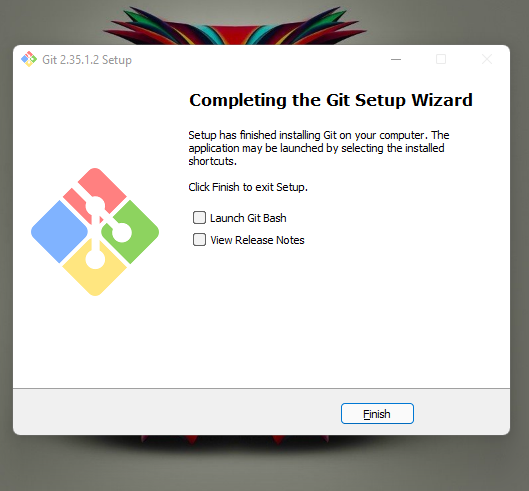 Git 2.35.1.2 Setup
Completing the Git Setup Wizard
Setup has finished installing Git on your computer. The
application may be launched by selecting the installed
shortcuts.
Click Finish to exit Setup.
Launch Git Bash
View Release Notes
Finish